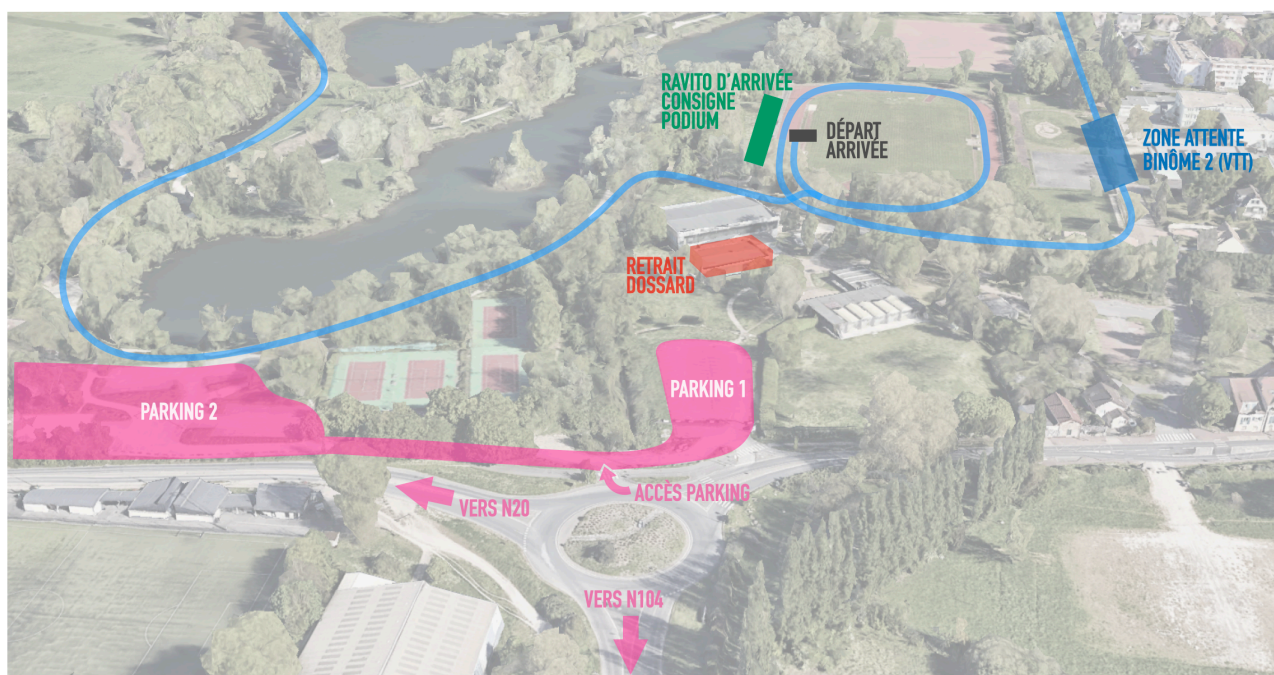 RAVITO D'ARRIVÉE
CONSIGNE
PODIUM
DÉPART
ARRIVÉE
ZONE ATTENTE
BINÔME 2 (VTT)
RETRAIT
DOSSARD
PARKING 1
PARKING 2
ACCÈS PARKING
VERS N20
VERS N104